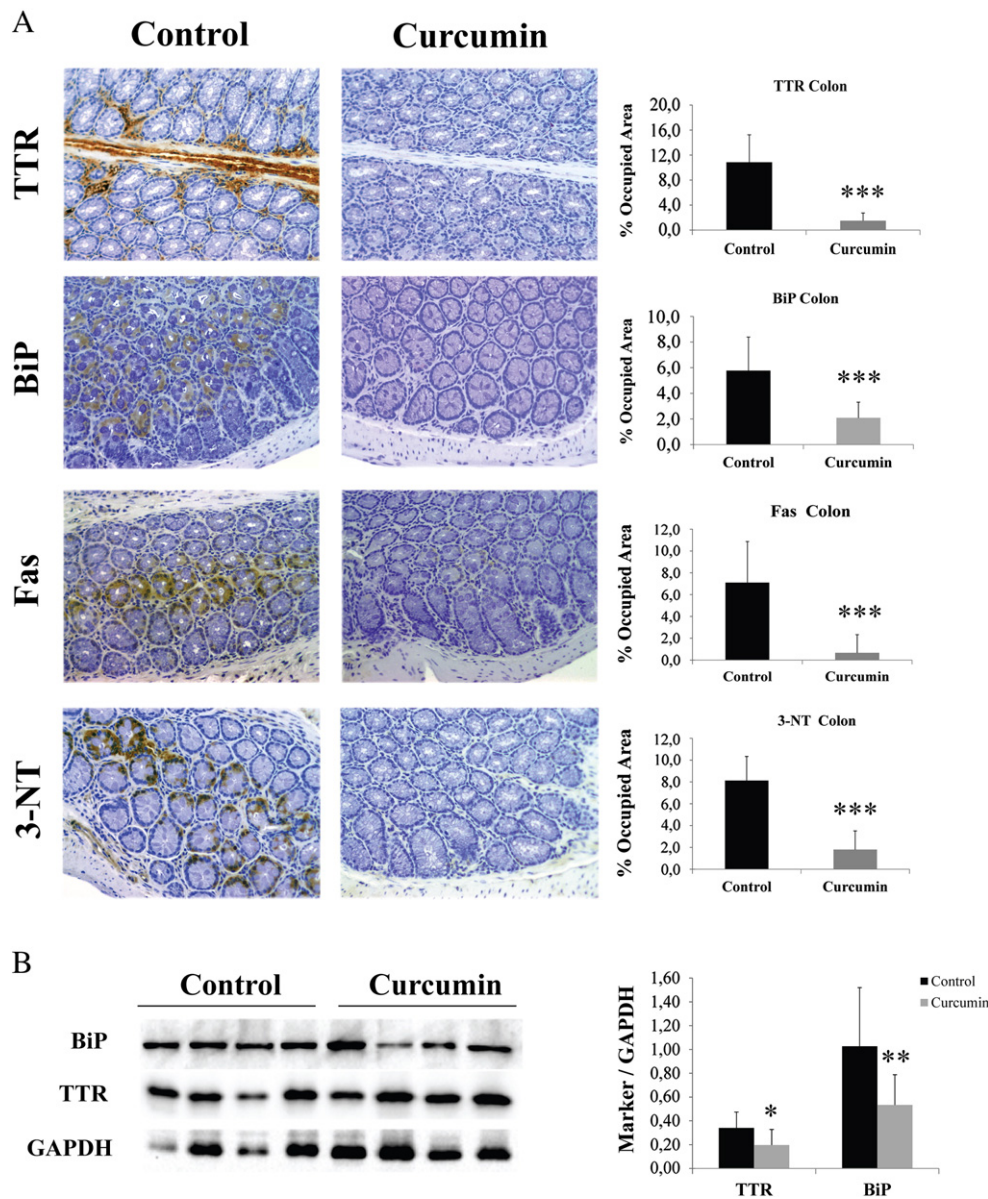 A
Control Curcumin
TTR
TTR Colon
% Occupied Area
20,0
16,0
12,0
8,0
4,0
0,0
***
Control Curcumin
BiP
BiP Colon
% Occupied Area
10,0
8,0
6,0
4,0
2,0
0,0
***
Control Curcumin
Fas
Fas Colon
% Occupied Area
12,0
10,0
8,0
6,0
4,0
2,0
0,0
***
Control Curcumin
3-NT
3-NT Colon
% Occupied Area
12,0
10,0
8,0
6,0
4,0
2,0
0,0
***
Control Curcumin
B
Control Curcumin
BiP
TTR
GAPDH
Marker / GAPDH
1,60
1,40
1,20
1,00
0,80
0,60
0,40
0,20
0,00
Control
Curcumin
*
**
TTR BiP